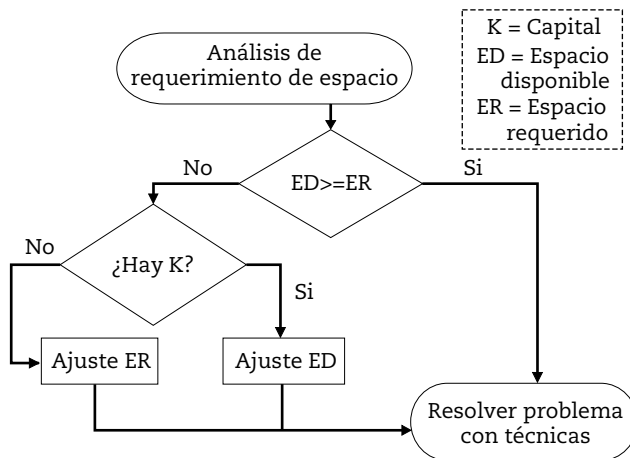 Análisis de
requerimiento de espacio
K = Capital
ED = Espacio
disponible
ER = Espacio
requerido
ED>=ER
No
Si
¿Hay K?
No
Si
Ajuste ER
Ajuste ED
Resolver problema
con técnicas